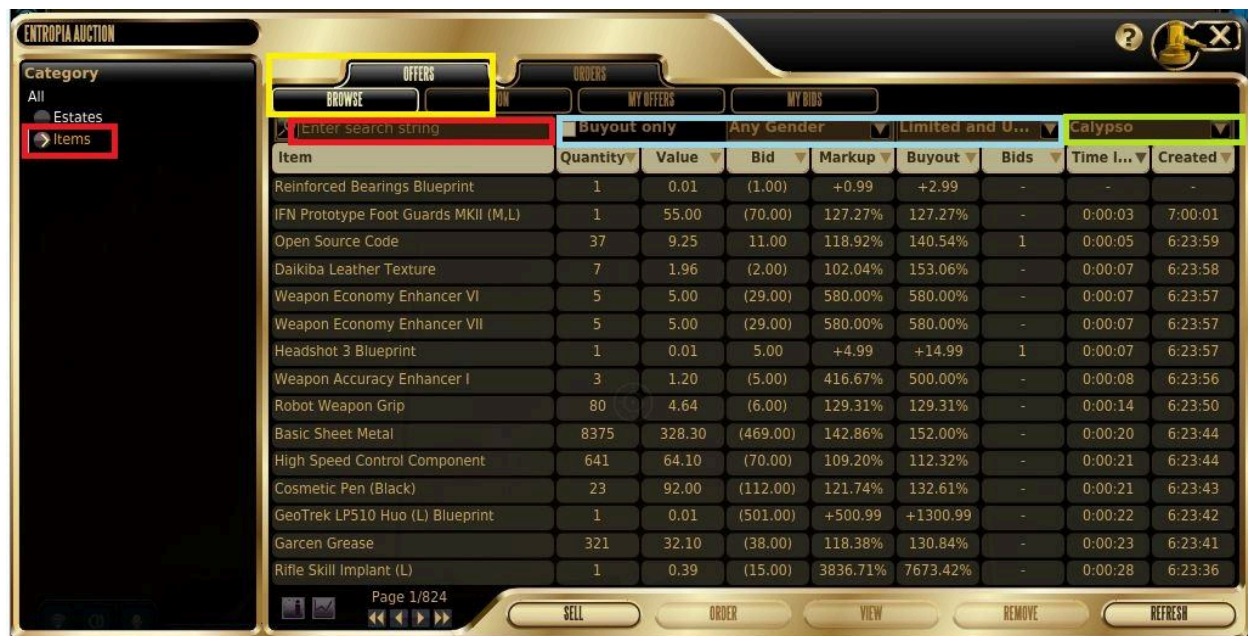 ENTROPIA AUCTION
?
X
Category
All
Estates
Items
OFFERS
ORDERS
BROWSE
ON
MY OFFERS
MY BIDS
Enter search string
Buyout only
Any Gender
Limited and U...
Calypso
Item Quantity Value Bid Markup Buyout Bids Time l... Created
Reinforced Bearings Blueprint 1 0.01 (1.00) +0.99 +2.99 - - -
IFN Prototype Foot Guards MKII (M,L) 1 55.00 (70.00) 127.27% 127.27% - 0:00:03 7:00:01
Open Source Code 37 9.25 11.00 118.92% 140.54% 1 0:00:05 6:23:59
Daikiba Leather Texture 7 1.96 (2.00) 102.04% 153.06% - 0:00:07 6:23:58
Weapon Economy Enhancer VI 5 5.00 (29.00) 580.00% 580.00% - 0:00:07 6:23:57
Weapon Economy Enhancer VII 5 5.00 (29.00) 580.00% 580.00% - 0:00:07 6:23:57
Headshot 3 Blueprint 1 0.01 5.00 +4.99 +14.99 1 0:00:07 6:23:57
Weapon Accuracy Enhancer I 3 1.20 (5.00) 416.67% 500.00% - 0:00:08 6:23:56
Robot Weapon Grip 80 4.64 (6.00) 129.31% 129.31% - 0:00:14 6:23:50
Basic Sheet Metal 8375 328.30 (469.00) 142.86% 152.00% - 0:00:20 6:23:44
High Speed Control Component 641 64.10 (70.00) 109.20% 112.32% - 0:00:21 6:23:44
Cosmetic Pen (Black) 23 92.00 (112.00) 121.74% 132.61% - 0:00:21 6:23:43
GeoTrek LP510 Huo (L) Blueprint 1 0.01 (501.00) +500.99 +1300.99 - 0:00:22 6:23:42
Garcen Grease 321 32.10 (38.00) 118.38% 130.84% - 0:00:23 6:23:41
Rifle Skill Implant (L) 1 0.39 (15.00) 3836.71% 7673.42% - 0:00:28 6:23:36
Page 1/824
SELL
ORDER
VIEW
REMOVE
REFRESH